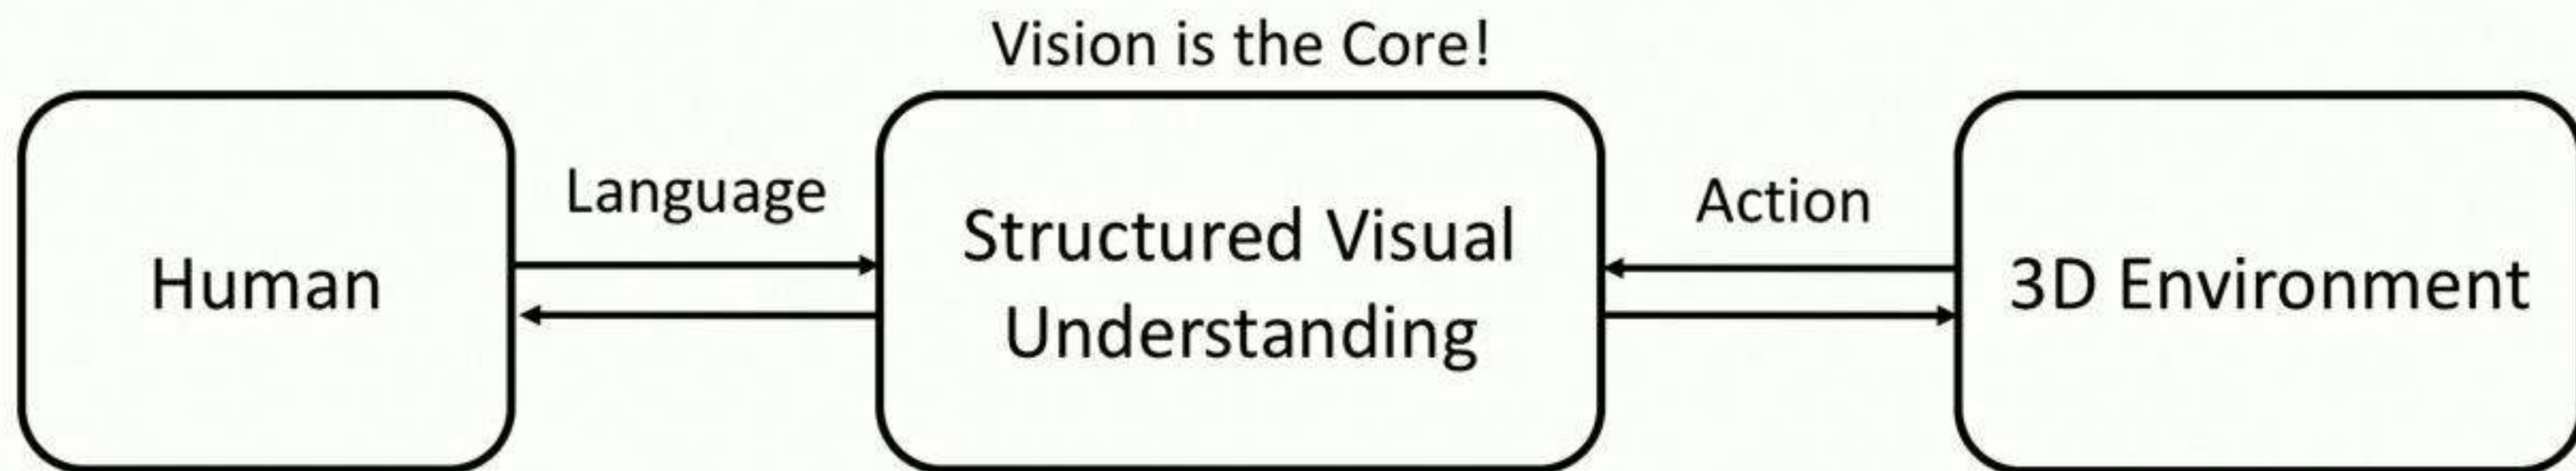 Vision is the Core!
Human
Language
Structured Visual
Understanding
Action
3D Environment